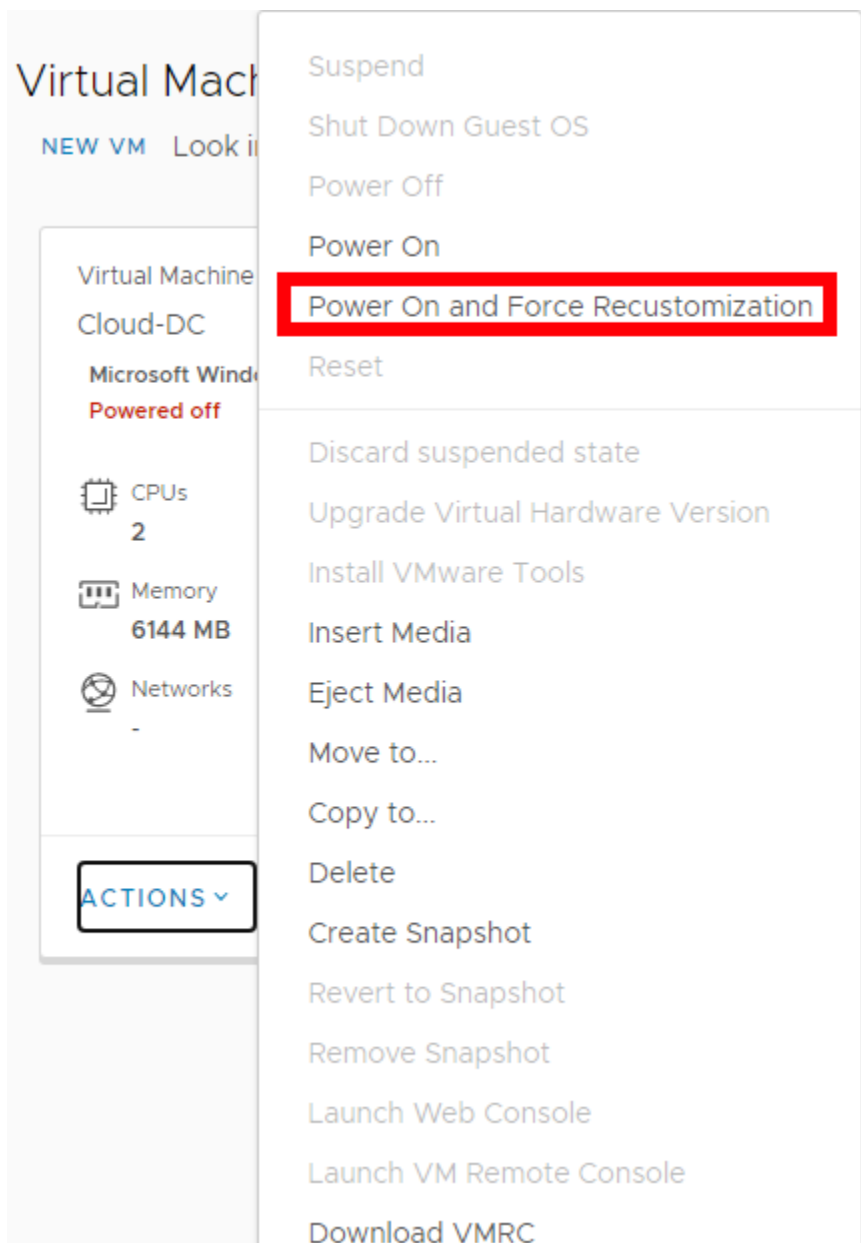 Virtual Mach
NEW VM Look i
Virtual Machine
Cloud-DC
Microsoft Wind
Powered off
CPUs
2
Memory
6144 MB
Networks
-
ACTIONS
Suspend
Shut Down Guest OS
Power Off
Power On
Power On and Force Recustomization
Reset
Discard suspended state
Upgrade Virtual Hardware Version
Install VMware Tools
Insert Media
Eject Media
Move to...
Copy to...
Delete
Create Snapshot
Revert to Snapshot
Remove Snapshot
Launch Web Console
Launch VM Remote Console
Download VMRC